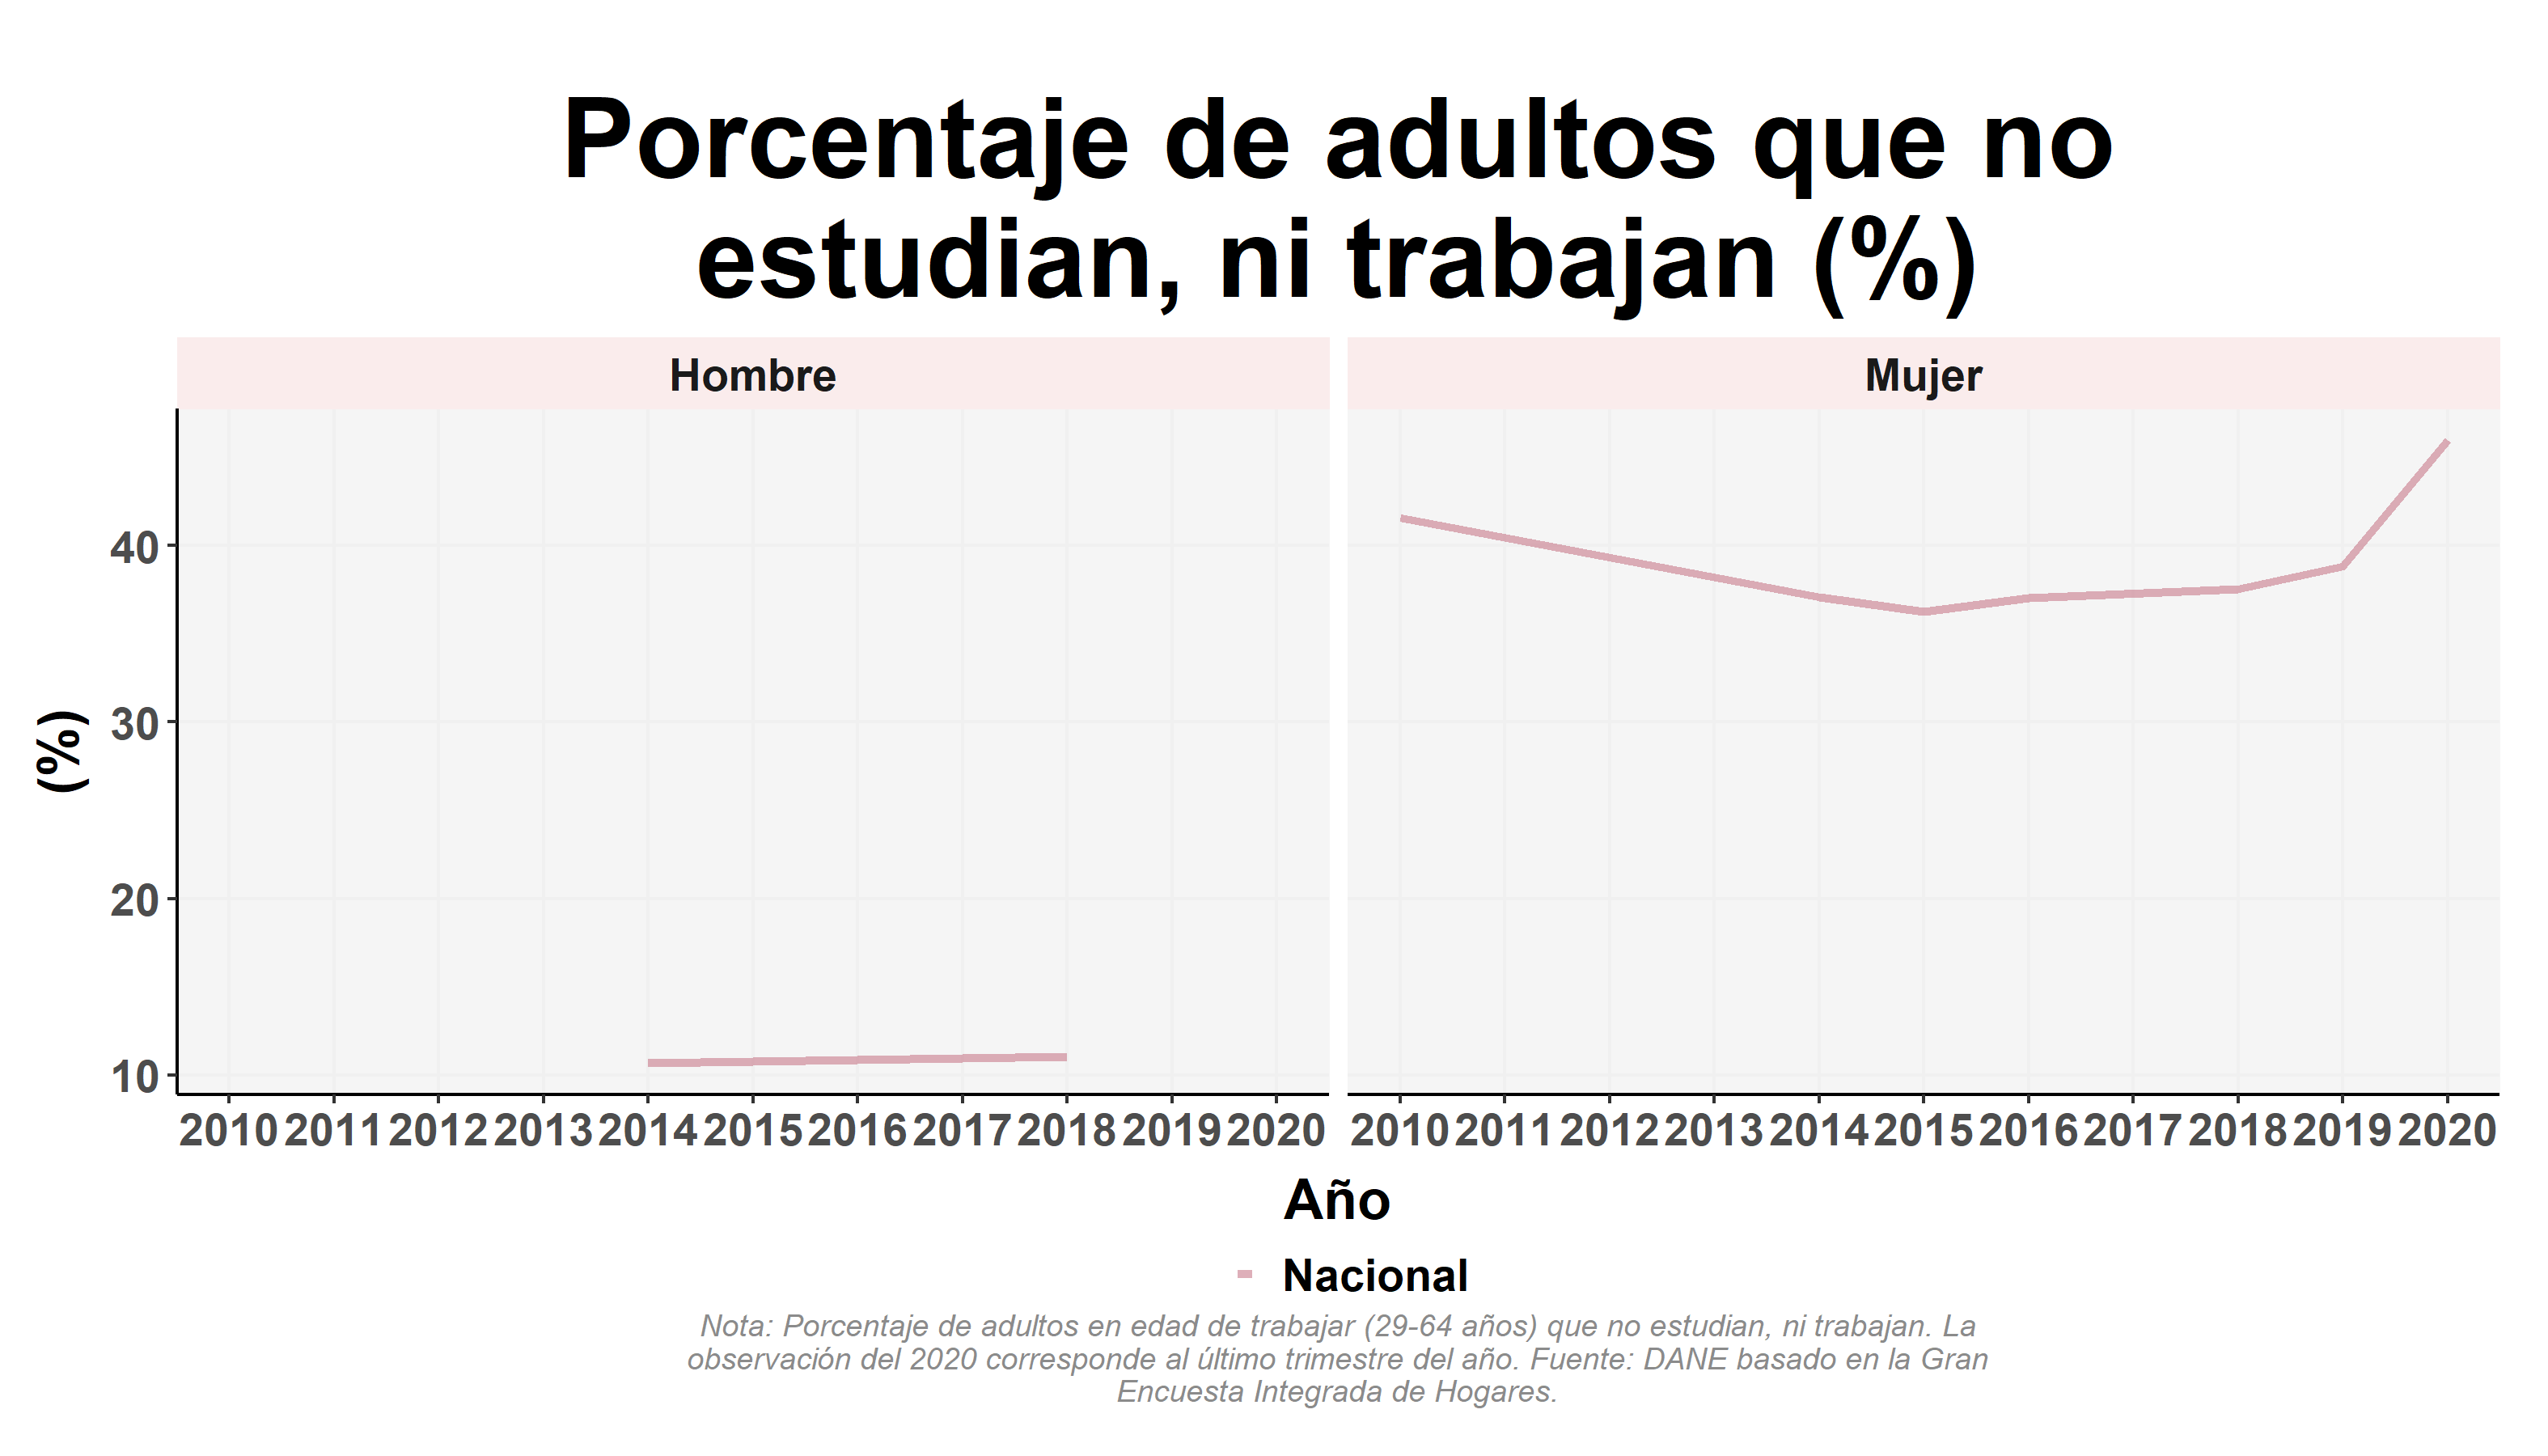 Porcentaje de adultos que no
estudian, ni trabajan (%)
Hombre
Mujer
(%)
40
30
20
10
2010 2011 2012 2013 2014 2015 2016 2017 2018 2019 2020
2010 2011 2012 2013 2014 2015 2016 2017 2018 2019 2020
Año
Nacional
Nota: Porcentaje de adultos en edad de trabajar (29-64 años) que no estudian, ni trabajan. La
observación del 2020 corresponde al último trimestre del año. Fuente: DANE basado en la Gran
Encuesta Integrada de Hogares.